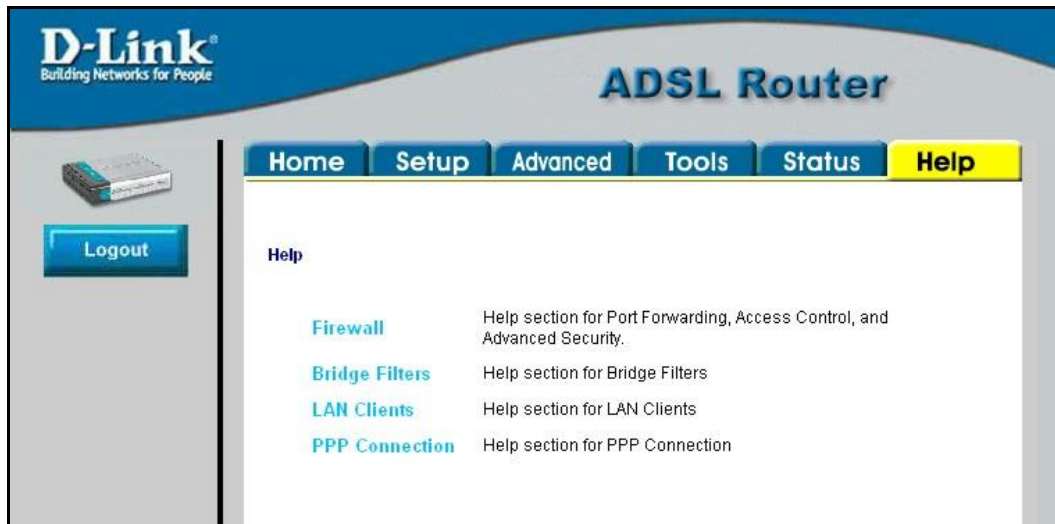 D-Link®
Building Networks for People
ADSL Router
Home Setup Advanced Tools Status Help
Logout
Help
Firewall Help section for Port Forwarding, Access Control, and
Advanced Security.
Bridge Filters Help section for Bridge Filters
LAN Clients Help section for LAN Clients
PPP Connection Help section for PPP Connection